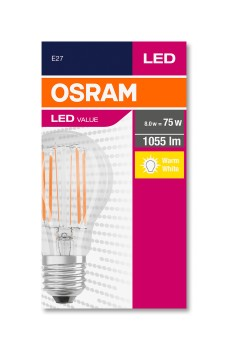 E27
LED
OSRAM
LED VALUE
8.0 w = 75 w
1055 lm
Warm
White